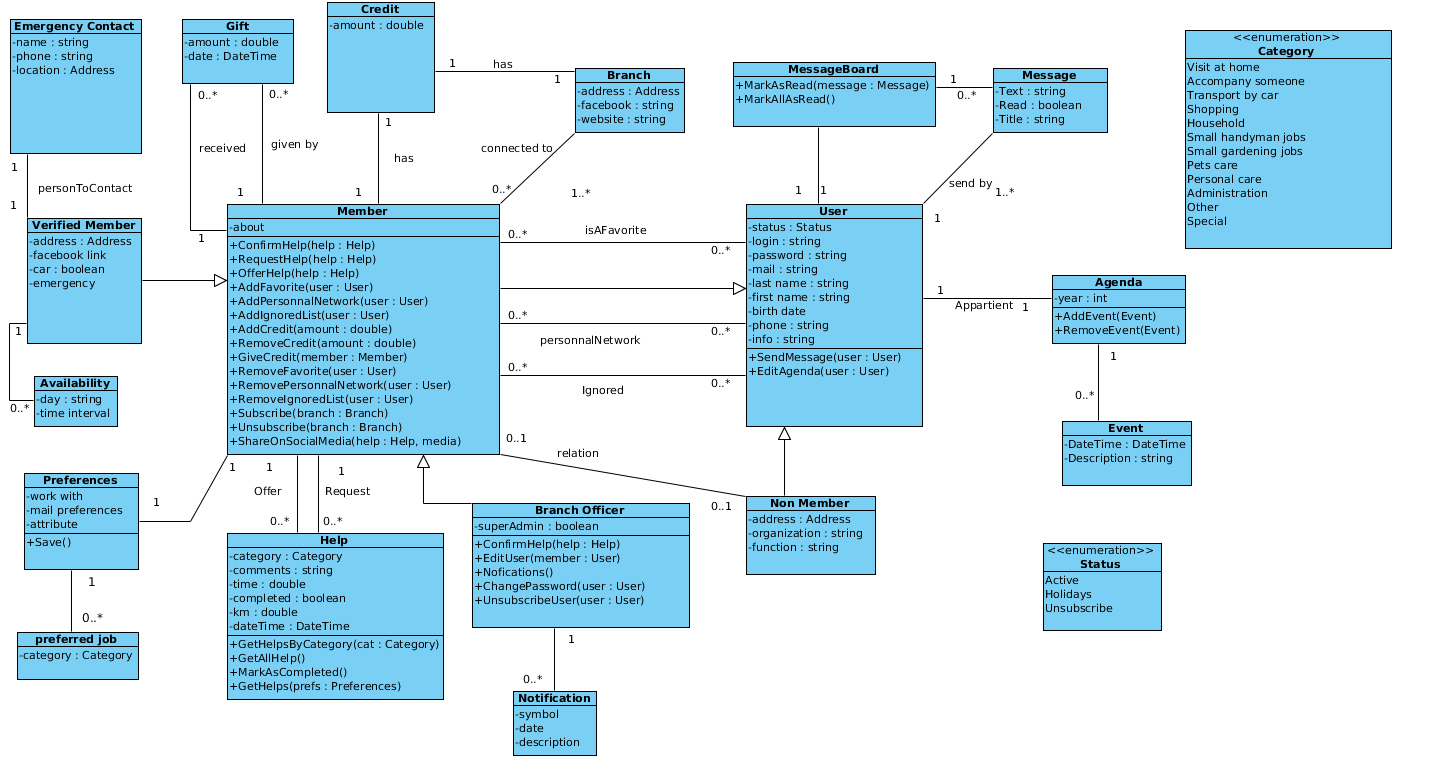 Emergency Contact
-name : string
-phone : string
-location : Address
Gift
-amount : double
-date : DateTime
Credit
-amount : double
1
has
1
Branch
-address : Address
-facebook : string
-website : string
MessageBoard
+MarkAsRead(message : Message)
+MarkAllAsRead()
1
0..*
Message
-Text : string
-Read : boolean
-Title : string
<<enumeration>>
Category
Visit at home
Accompany someone
Transport by car
Shopping
Household
Small handyman jobs
Small gardening jobs
Pets care
Personal care
Administration
Other
Special
1
personToContact
1
0..*
received
1
0..*
given by
1
1
has
1
connected to
0..*
1..*
1
1
send by
1..*
1
Verified Member
-address : Address
-facebook link
-car : boolean
-emergency
1
0..*
Availability
-day : string
-time interval
Member
-about
+ConfirmHelp(help : Help)
+RequestHelp(help : Help)
+OfferHelp(help : Help)
+AddFavorite(user : User)
+AddPersonnalNetwork(user : User)
+AddIgnoredList(user : User)
+AddCredit(amount : double)
+RemoveCredit(amount : double)
+GiveCredit(member : Member)
+RemoveFavorite(user : User)
+RemovePersonnalNetwork(user : User)
+RemoveIgnoredList(user : User)
+Subscribe(branch : Branch)
+Unsubscribe(branch : Branch)
+ShareOnSocialMedia(help : Help, media)
0..*
isAFavorite
0..*
0..*
personnalNetwork
0..*
0..*
Ignored
0..*
0..1
relation
0..1
User
-status : Status
-login : string
-password : string
-mail : string
-last name : string
-first name : string
-birth date
-phone : string
-info : string
+SendMessage(user : User)
+EditAgenda(user : User)
1
Appartient
1
Agenda
-year : int
+AddEvent(Event)
+RemoveEvent(Event)
1
0..*
Event
-DateTime : DateTime
-Description : string
Preferences
-work with
-mail preferences
-attribute
+Save()
1
1
1
0..*
preferred job
-category : Category
1
Offer
0..*
1
Request
0..*
Help
-category : Category
-comments : string
-time : double
-completed : boolean
-km : double
-dateTime : DateTime
+GetHelpsByCategory(cat : Category)
+GetAllHelp()
+MarkAsCompleted()
+GetHelps(prefs : Preferences)
Branch Officer
-superAdmin : boolean
+ConfirmHelp(help : Help)
+EditUser(member : User)
+Nofications()
+ChangePassword(user : User)
+UnsubscribeUser(user : User)
1
0..*
Notification
-symbol
-date
-description
Non Member
-address : Address
-organization : string
-function : string
<<enumeration>>
Status
Active
Holidays
Unsubscribe